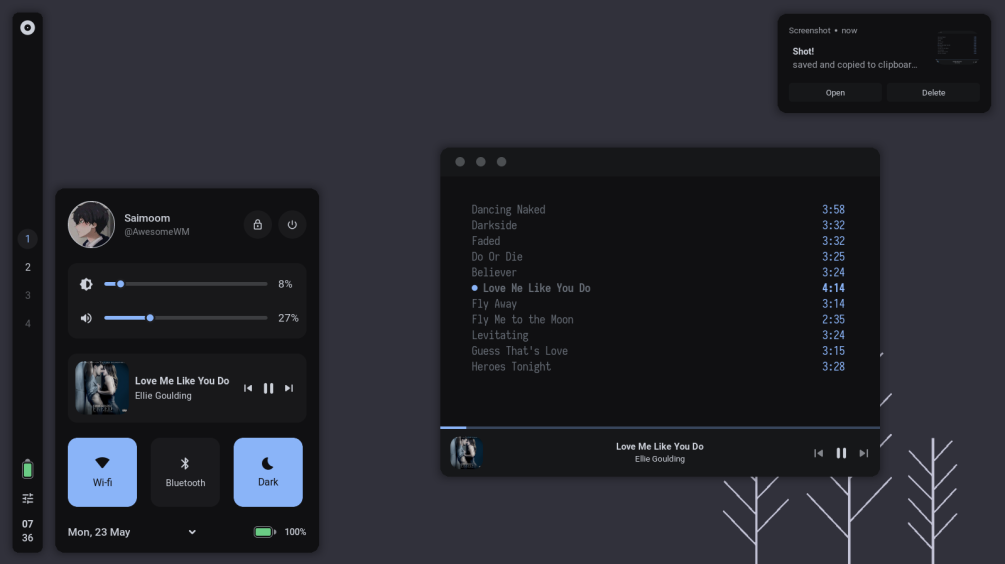 1
2
3
4
07
36
Saimoom
@AwesomeWM
8%
27%
Love Me Like You Do
Ellie Goulding
Wi-fi
Bluetooth
Dark
Mon, 23 May
100%
Screenshot • now
Shot!
saved and copied to clipboar...
Open
Delete
Dancing Naked 3:58
Darkside 3:32
Faded 3:32
Do Or Die 3:25
Believer 3:24
Love Me Like You Do 4:14
Fly Away 3:14
Fly Me to the Moon 2:35
Levitating 3:24
Guess That's Love 3:15
Heroes Tonight 3:28
Love Me Like You Do
Ellie Goulding